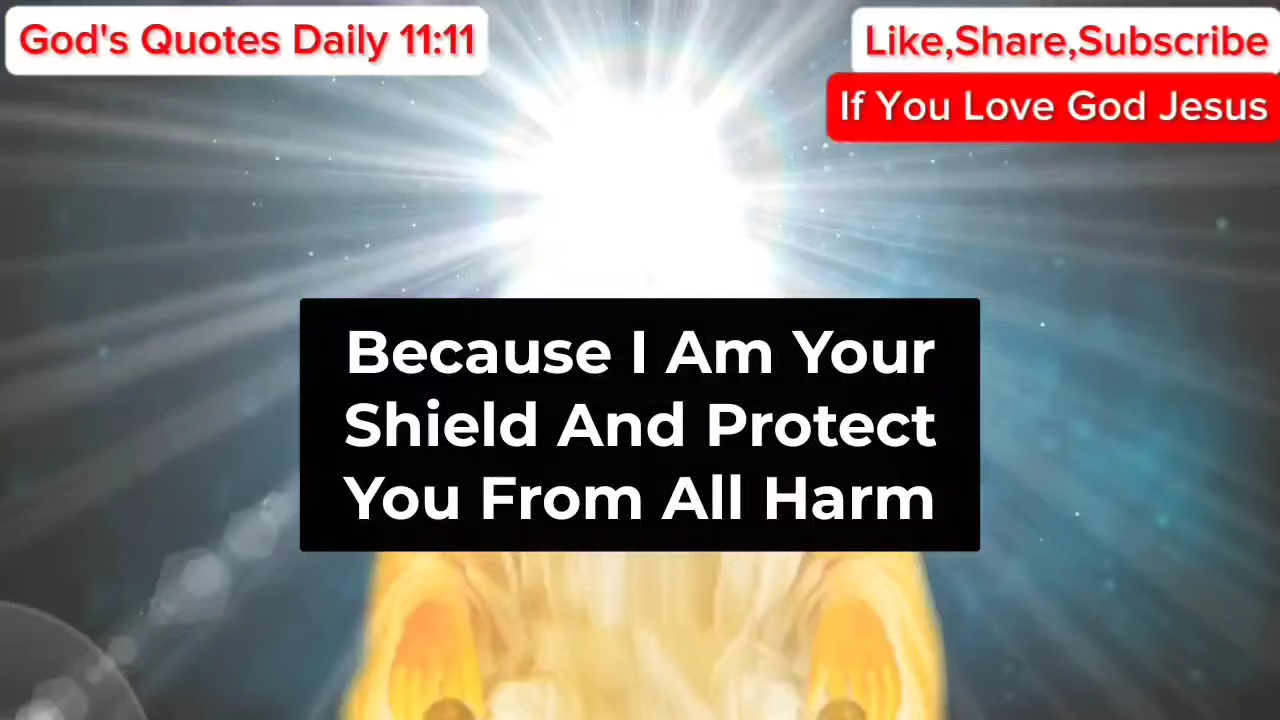 God's Quotes Daily 11:11
Like,Share,Subscribe
If You Love God Jesus
Because I Am Your
Shield And Protect
You From All Harm